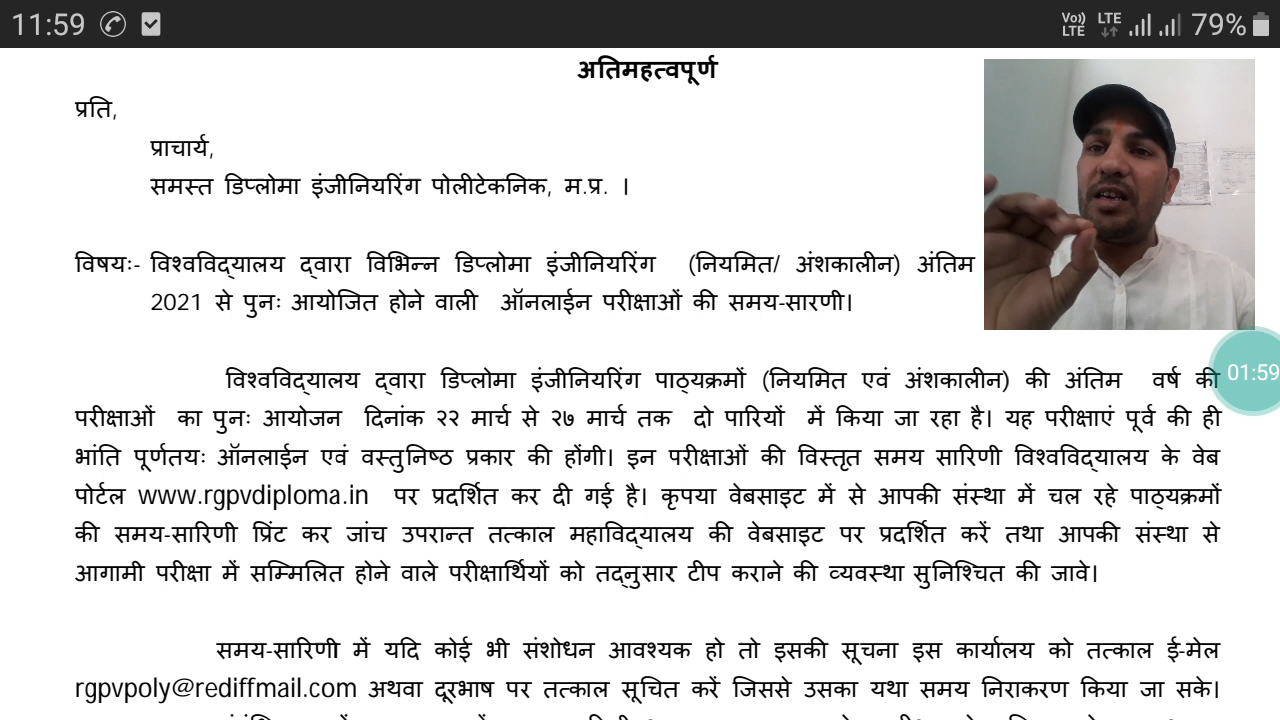 11:59
Vo)) LTE LTE 79%
अतिमहत्वपूर्ण
प्रति,
प्राचार्य,
समस्त डिप्लोमा इंजीनियरिंग पोलीटेकनिक, म.प्र. ।
विषयः- विश्वविद्यालय द्वारा विभिन्न डिप्लोमा इंजीनियरिंग (नियमित/ अंशकालीन) अंतिम
2021 से पुनः आयोजित होने वाली ऑनलाईन परीक्षाओं की समय-सारणी।
विश्वविद्यालय द्वारा डिप्लोमा इंजीनियरिंग पाठ्यक्रमों (नियमित एवं अंशकालीन) की अंतिम वर्ष की
01:59
परीक्षाओं का पुनः आयोजन दिनांक २२ मार्च से २७ मार्च तक दो पारियों में किया जा रहा है। यह परीक्षाएं पूर्व की ही
भांति पूर्णतयः ऑनलाईन एवं वस्तुनिष्ठ प्रकार की होंगी। इन परीक्षाओं की विस्तृत समय सारिणी विश्वविद्यालय के वेब
पोर्टल www.rgpvdiploma.in पर प्रदर्शित कर दी गई है। कृपया वेबसाइट में से आपकी संस्था में चल रहे पाठ्यक्रमों
की समय-सारिणी प्रिंट कर जांच उपरान्त तत्काल महाविद्यालय की वेबसाइट पर प्रदर्शित करें तथा आपकी संस्था से
आगामी परीक्षा में सम्मिलित होने वाले परीक्षार्थियों को तद्नुसार टीप कराने की व्यवस्था सुनिश्चित की जावे।
समय-सारिणी में यदि कोई भी संशोधन आवश्यक हो तो इसकी सूचना इस कार्यालय को तत्काल ई-मेल
rgpvpoly@rediffmail.com अथवा दूरभाष पर तत्काल सूचित करें जिससे उसका यथा समय निराकरण किया जा सके।